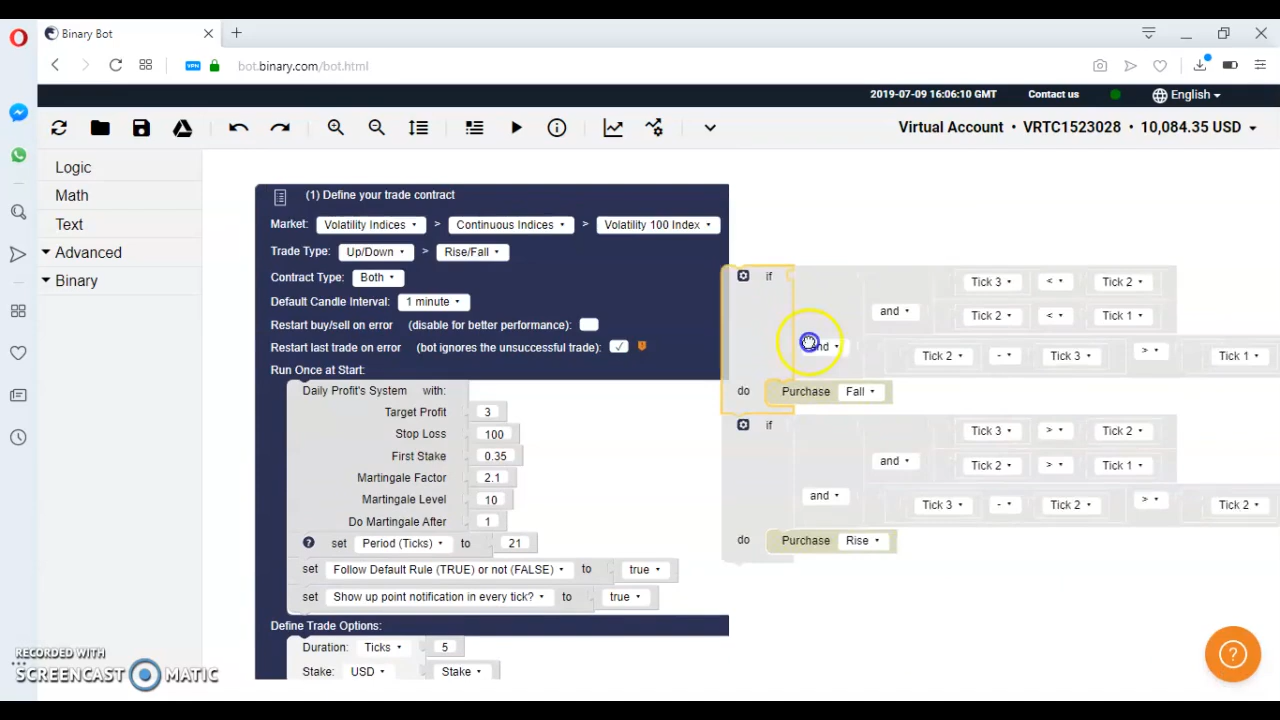 Binary Bot
VPN bot.binary.com/bot.html
2019-07-09 16:06:10 GMT Contact us English
Virtual Account • VRTC1523028 • 10,084.35 USD
Logic
Math
Text
Advanced
Binary
(1) Define your trade contract
Market: Volatility Indices > Continuous Indices > Volatility 100 Index
Trade Type: Up/Down > Rise/Fall
Contract Type: Both
Default Candle Interval: 1 minute
Restart buy/sell on error (disable for better performance):
Restart last trade on error (bot ignores the unsuccessful trade): ✓
Run Once at Start:
Daily Profit's System with:
Target Profit 3
Stop Loss 100
First Stake 0.35
Martingale Factor 2.1
Martingale Level 10
Do Martingale After 1
? set Period (Ticks) to 21
set Follow Default Rule (TRUE) or not (FALSE) to true
set Show up point notification in every tick? to true
Define Trade Options:
Duration: Ticks 5
Stake: USD Stake
if Tick 3 < Tick 2
and
Tick 2 < Tick 1
and
Tick 2 - Tick 3 > Tick 1
do Purchase Fall
if Tick 3 > Tick 2
and
Tick 2 > Tick 1
and
Tick 3 - Tick 2 > Tick 2
do Purchase Rise
RECORDED WITH
SCREENCAST MATIC
?